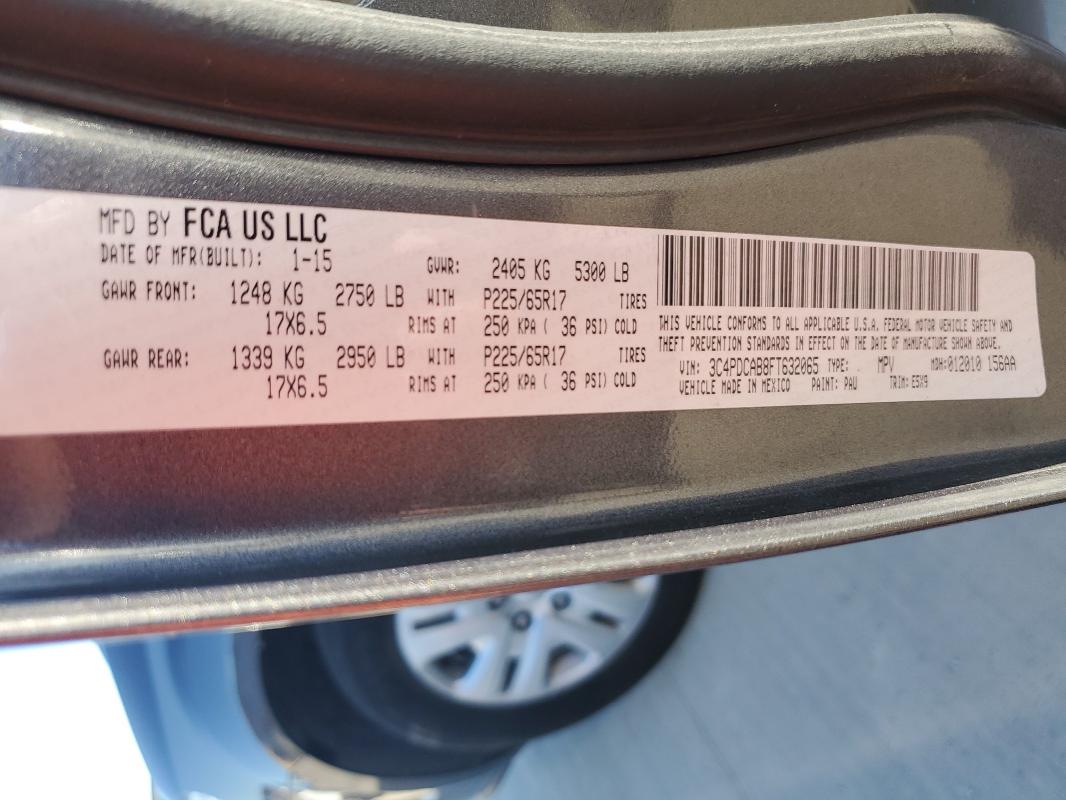 MFD BY FCA US LLC
DATE OF MFR(BUILT): 1-15 GVWR: 2405 KG 5300 LB
GAWR FRONT: 1248 KG 2750 LB WITH P225/65R17 TIRES
17X6.5 RIMS AT 250 KPA ( 36 PSI) COLD
GAWR REAR: 1339 KG 2950 LB WITH P225/65R17 TIRES
17X6.5 RIMS AT 250 KPA ( 36 PSI) COLD
THIS VEHICLE CONFORMS TO ALL APPLICABLE U.S.A. FEDERAL MOTOR VEHICLE SAFETY AND
THEFT PREVENTION STANDARDS IN EFFECT ON THE DATE OF MANUFACTURE SHOWN ABOVE.
VIN: 3C4PDCAB8FT632065 TYPE: MPV MDH:012010 156AA
VEHICLE MADE IN MEXICO PAINT: PAU TRIM: E5X9